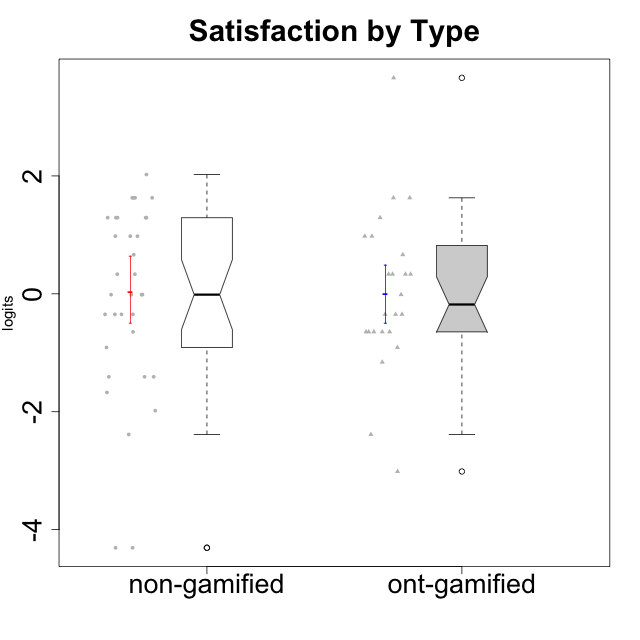 Satisfaction by Type
logits
2
0
-2
-4
non-gamified
ont-gamified